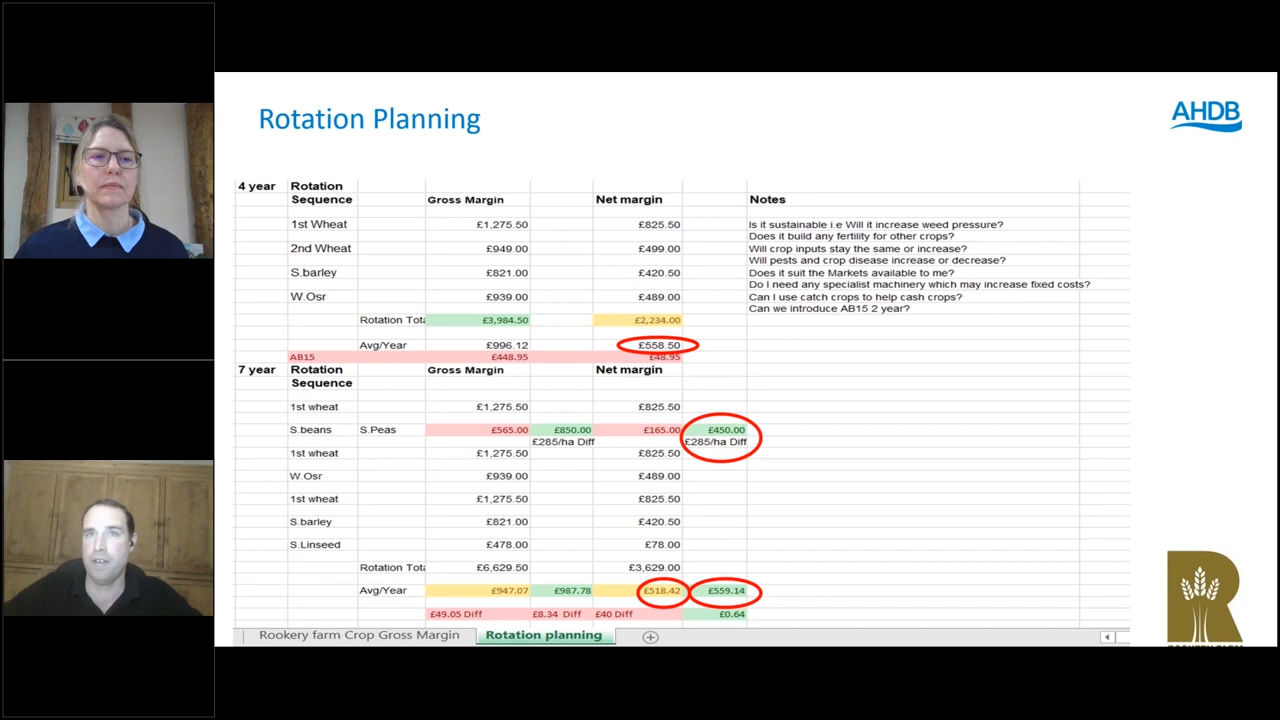 Rotation Planning
AHDB
4 year Rotation Sequence Gross Margin Net margin Notes
1st Wheat £1,275.50 £825.50 Is it sustainable i.e Will it increase weed pressure?
Does it build any fertility for other crops?
2nd Wheat £949.00 £499.00 Will crop inputs stay the same or increase?
Will pests and crop disease increase or decrease?
S.barley £821.00 £420.50 Does it suit the Markets available to me?
Do I need any specialist machinery which may increase fixed costs?
W.Osr £939.00 £489.00 Can I use catch crops to help cash crops?
Can we introduce AB15 2 year?
Rotation Tota £3,984.50 £2,234.00
Avg/Year £996.12 £558.50
AB15 £448.95 £48.95
7 year Rotation Sequence Gross Margin Net margin
1st wheat £1,275.50 £825.50
S.beans S.Peas £565.00 £850.00 £165.00 £450.00
£285/ha Diff £285/ha Diff
1st wheat £1,275.50 £825.50
W.Osr £939.00 £489.00
1st wheat £1,275.50 £825.50
S.barley £821.00 £420.50
S.Linseed £478.00 £78.00
Rotation Tota £6,629.50 £3,629.00
Avg/Year £947.07 £987.78 £518.42 £559.14
£49.05 Diff £8.34 Diff £40 Diff £0.64
Rookery farm Crop Gross Margin Rotation planning
R